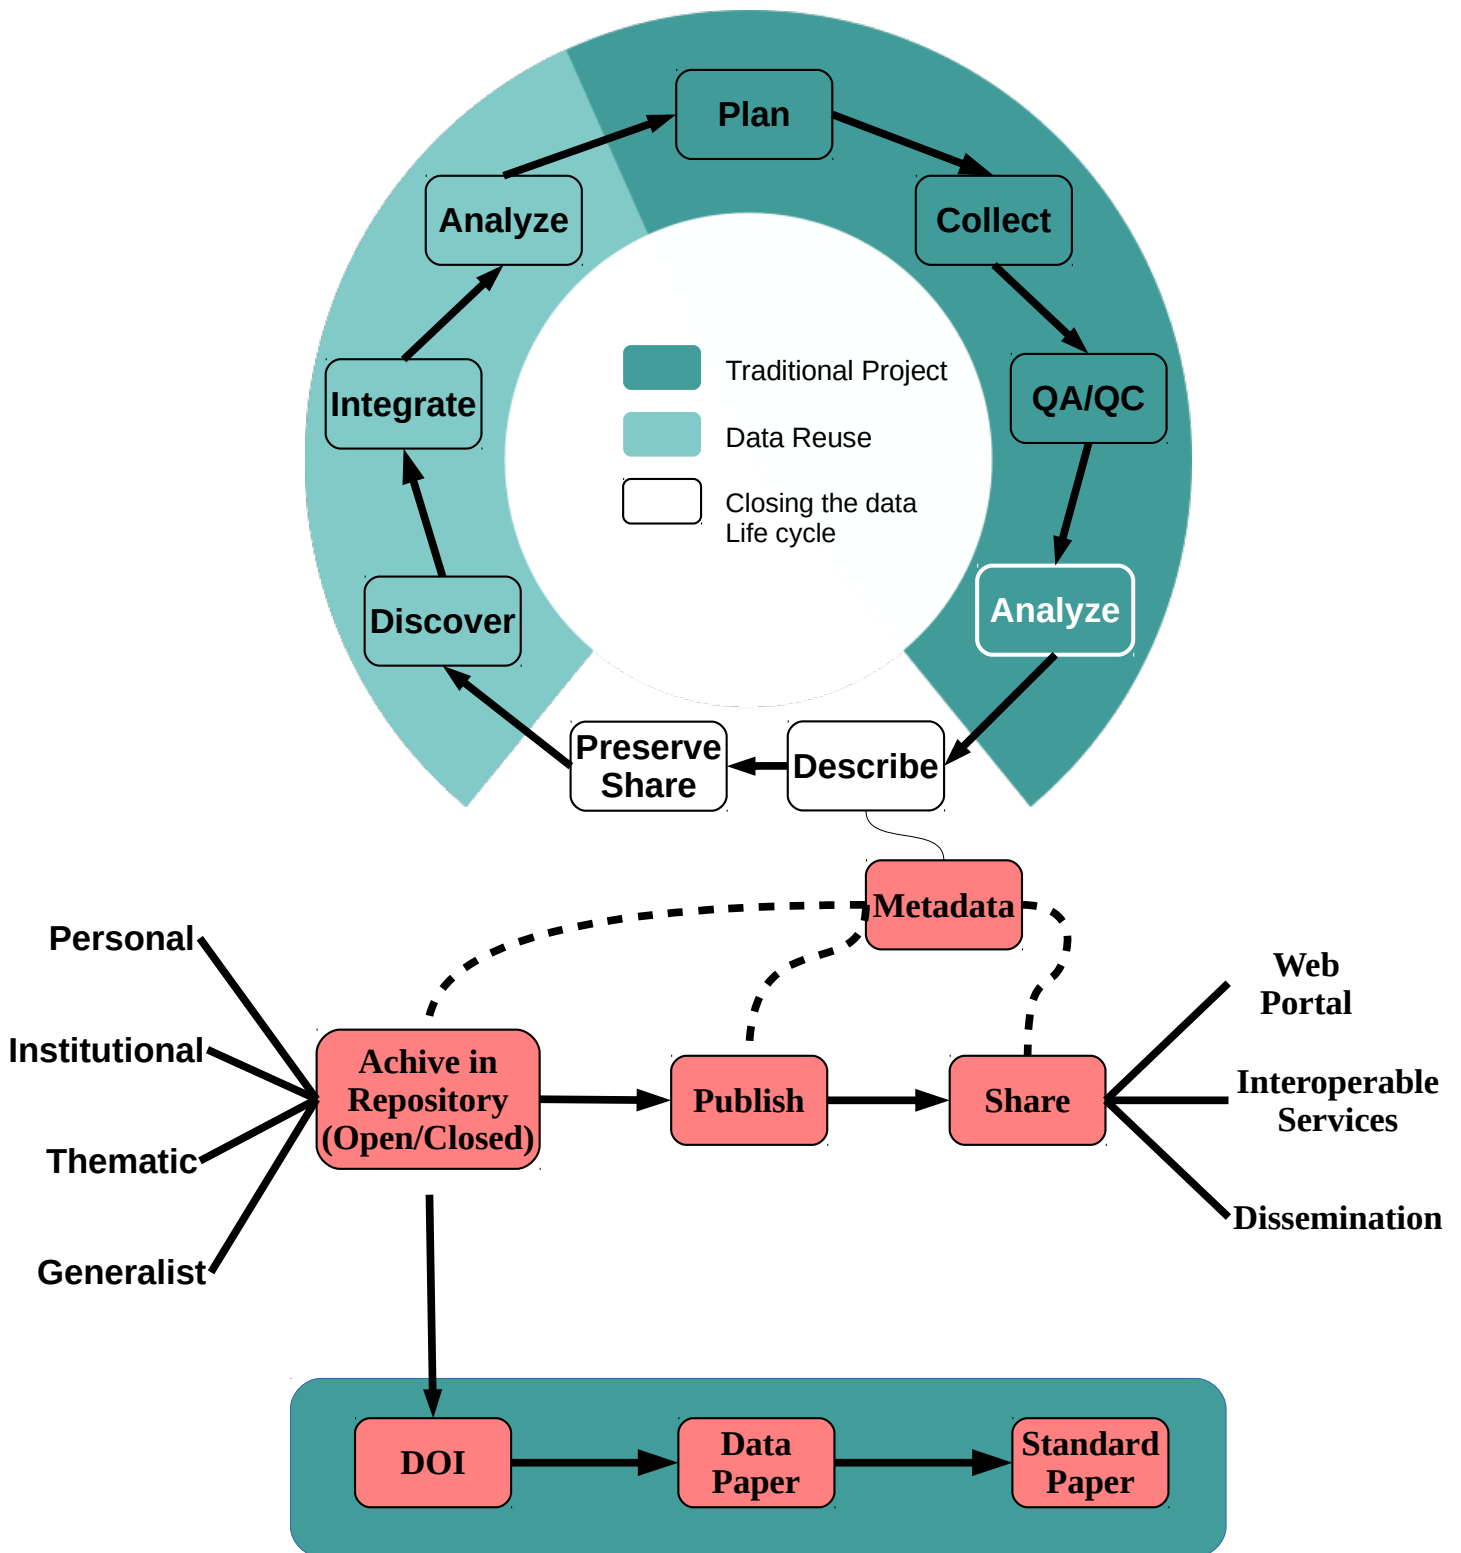 Plan
Analyze
Collect
Integrate
QA/QC
Traditional Project
Data Reuse
Closing the data
Life cycle
Discover
Analyze
Preserve
Share
Describe
Metadata
Personal
Institutional
Thematic
Generalist
Achive in
Repository
(Open/Closed)
Publish
Share
Web
Portal
Interoperable
Services
Dissemination
DOI
Data
Paper
Standard
Paper